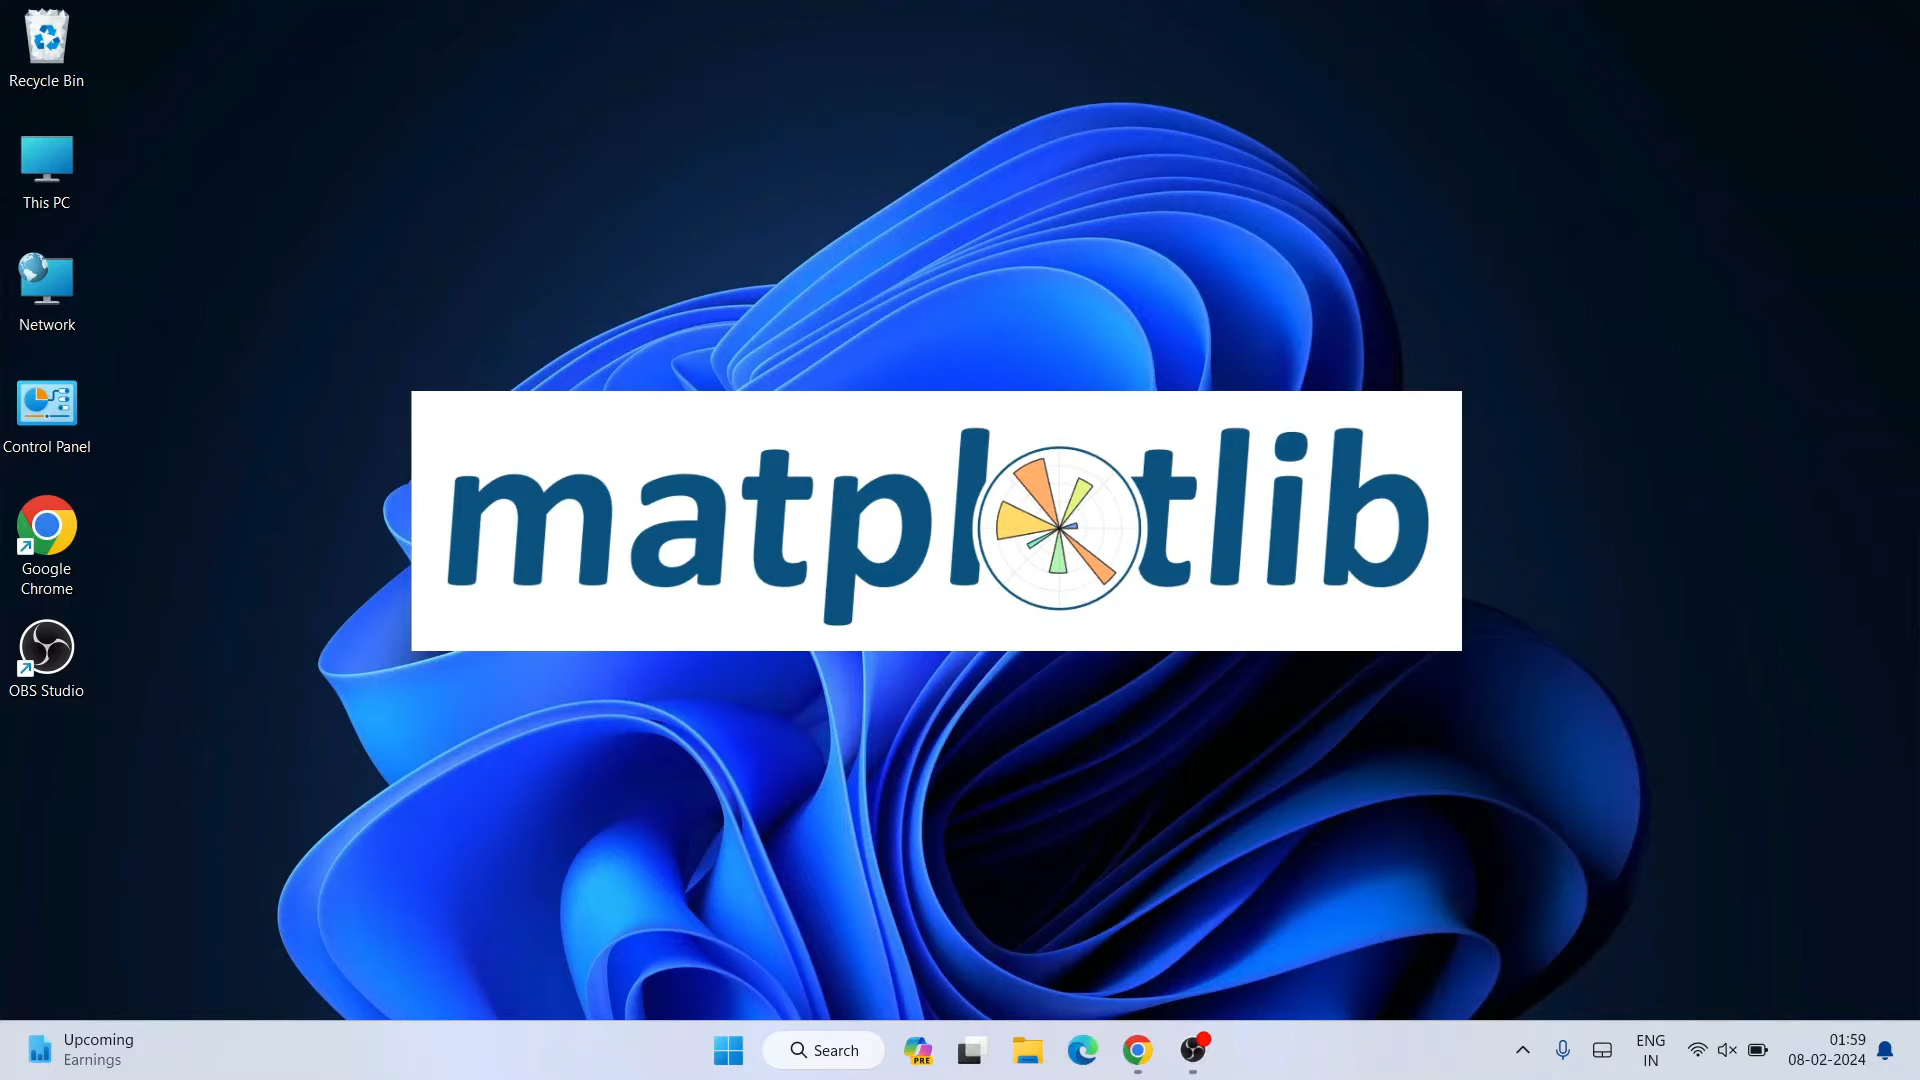 Recycle Bin
This PC
Network
Control Panel
Google
Chrome
OBS Studio
matplotlib
Upcoming
Earnings
Search
PRE
ENG
IN
01:59
08-02-2024